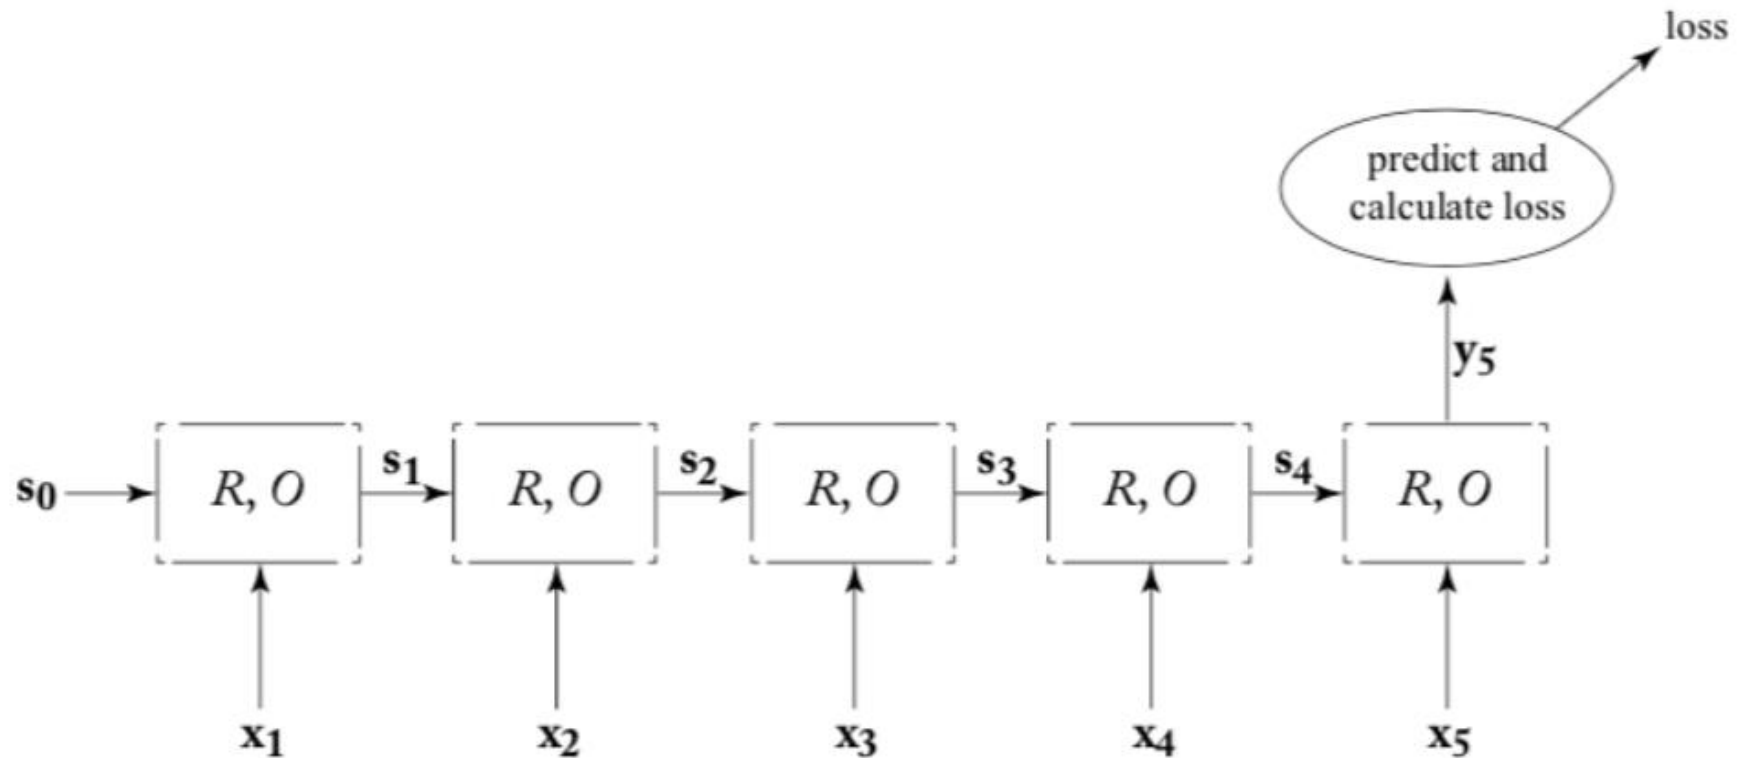 loss
predict and
calculate loss
y5
s0
R, O
s1
R, O
s2
R, O
s3
R, O
s4
R, O
x1
x2
x3
x4
x5